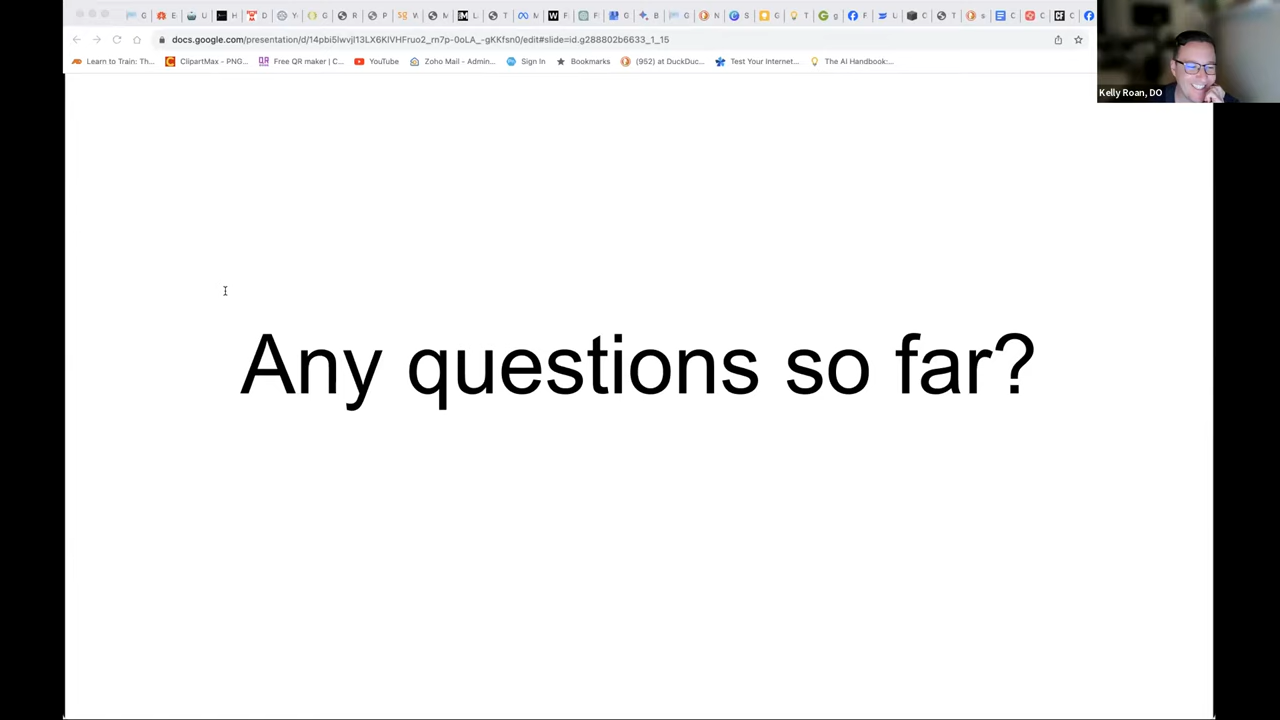 G E U H D Y G R P W M L T M F F G B G N C S G T G g F U C T s C C C C
docs.google.com/presentation/d/14pbi5lwvjl13LX6KlVHFruo2_rn7p-0oLA_-gKKfsn0/edit#slide=id.g288802b6633_1_15
Learn to Train: Th... ClipartMax - PNG... Free QR maker | C... YouTube Zoho Mail - Admin... Sign In Bookmarks (952) at DuckDuc... Test Your Internet... The AI Handbook:...
Kelly Roan, DO
Any questions so far?